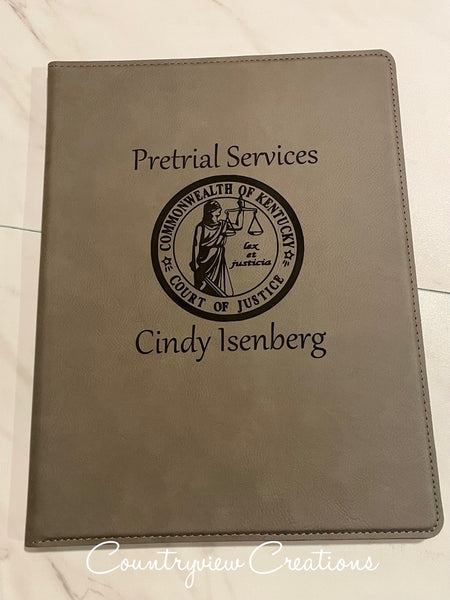 Pretrial Services
COMMONWEALTH OF KENTUCKY
lex
et
justicia
COURT OF JUSTICE
Cindy Isenberg
Countryview Creations